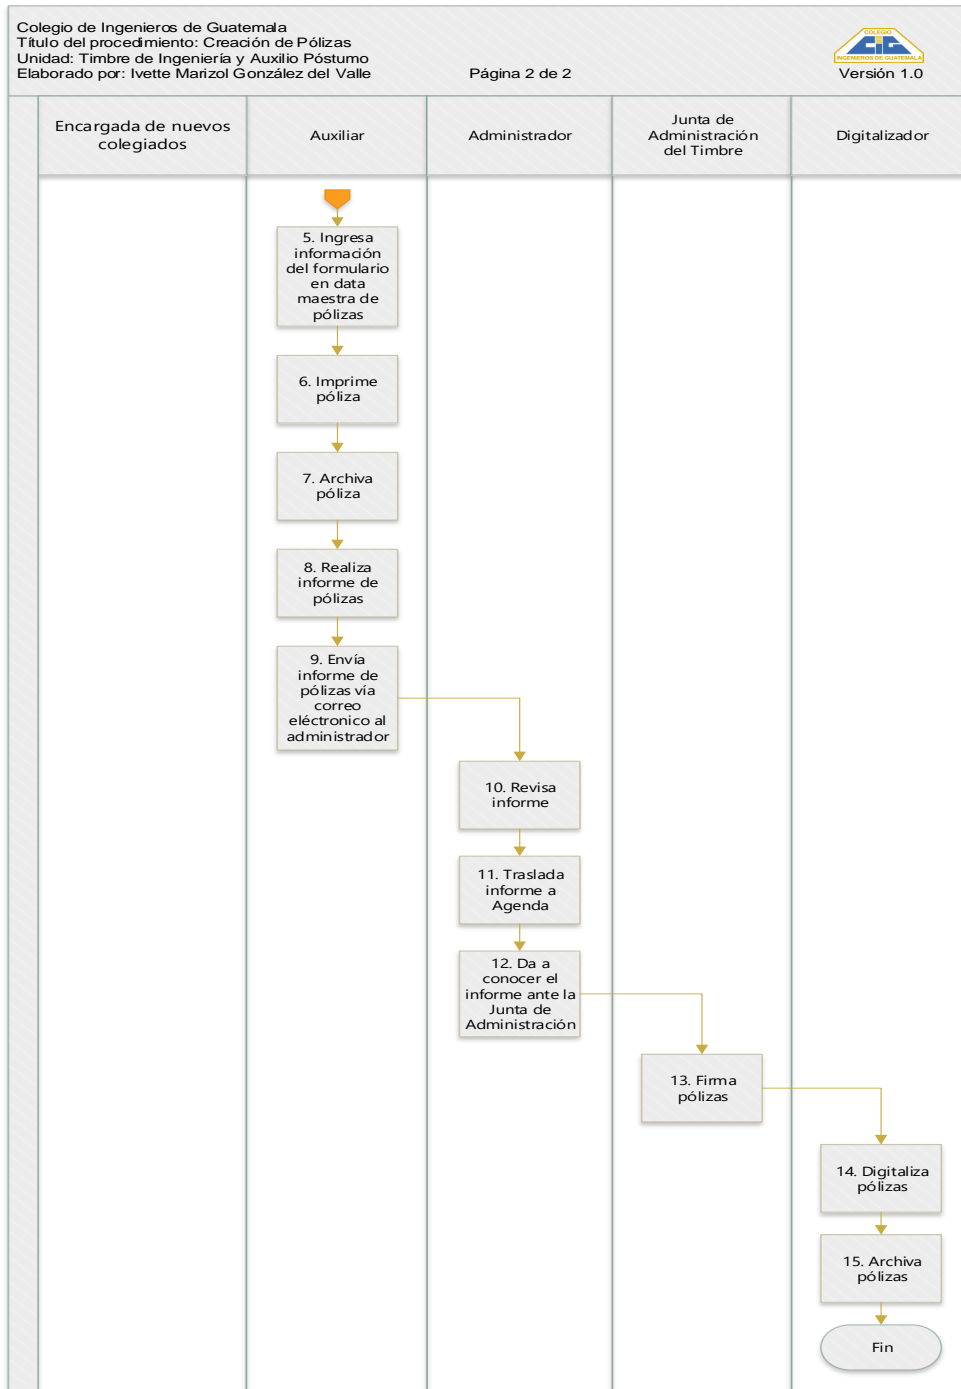 Colegio de Ingenieros de Guatemala
Título del procedimiento: Creación de Pólizas
Unidad: Timbre de Ingeniería y Auxilio Póstumo
Elaborado por: Ivette Marizol González del Valle
Página 2 de 2
COLEGIO
CIG
INGENIEROS DE GUATEMALA
Versión 1.0
Encargada de nuevos
colegiados
Auxiliar
Administrador
Junta de
Administración
del Timbre
Digitalizador
5. Ingresa
información
del formulario
en data
maestra de
pólizas
6. Imprime
póliza
7. Archiva
póliza
8. Realiza
informe de
pólizas
9. Envía
informe de
pólizas vía
correo
eléctronico al
administrador
10. Revisa
informe
11. Traslada
informe a
Agenda
12. Da a
conocer el
informe ante la
Junta de
Administración
13. Firma
pólizas
14. Digitaliza
pólizas
15. Archiva
pólizas
Fin